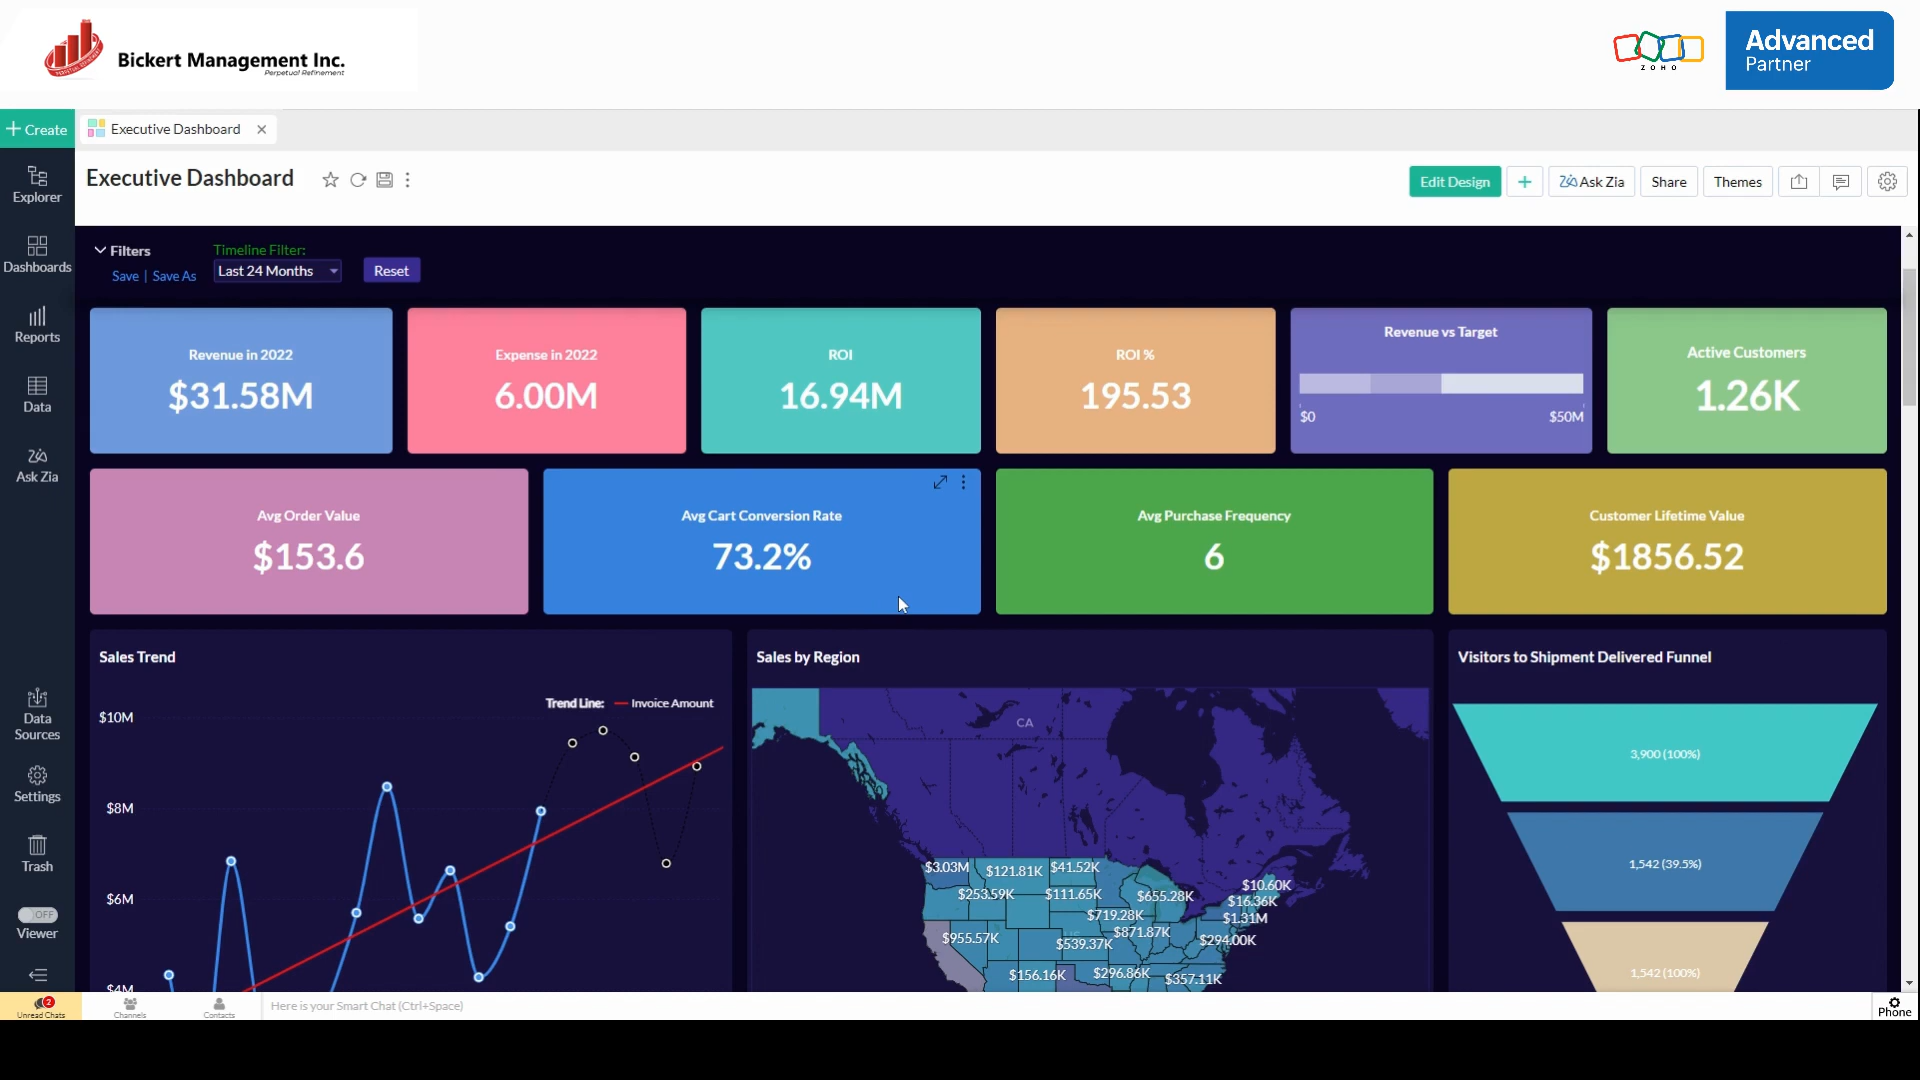 Bickert Management Inc.
Perpetual Refinement
ZOHO
Advanced
Partner
+ Create
Executive Dashboard
Explorer
Dashboards
Reports
Data
Ask Zia
Data
Sources
Settings
Trash
OFF
Viewer
Executive Dashboard
Edit Design
+
Ask Zia
Share
Themes
Filters
Save | Save As
Timeline Filter:
Last 24 Months
Reset
Revenue in 2022
$31.58M
Expense in 2022
6.00M
ROI
16.94M
ROI %
195.53
Revenue vs Target
$0 $50M
Active Customers
1.26K
Avg Order Value
$153.6
Avg Cart Conversion Rate
73.2%
Avg Purchase Frequency
6
Customer Lifetime Value
$1856.52
Sales Trend
Trend Line: Invoice Amount
$10M
$8M
$6M
$4M
Sales by Region
CA
US
$3.03M
$121.81K
$41.52K
$253.59K
$111.65K
$655.28K
$10.60K
$16.36K
$719.28K
$1.31M
$955.57K
$539.37K
$871.87K
$294.00K
$156.16K
$296.86K
$357.11K
Visitors to Shipment Delivered Funnel
3,900 (100%)
1,542 (39.5%)
1,542 (100%)
2
Unread Chats
Channels
Contacts
Here is your Smart Chat (Ctrl+Space)
Phone